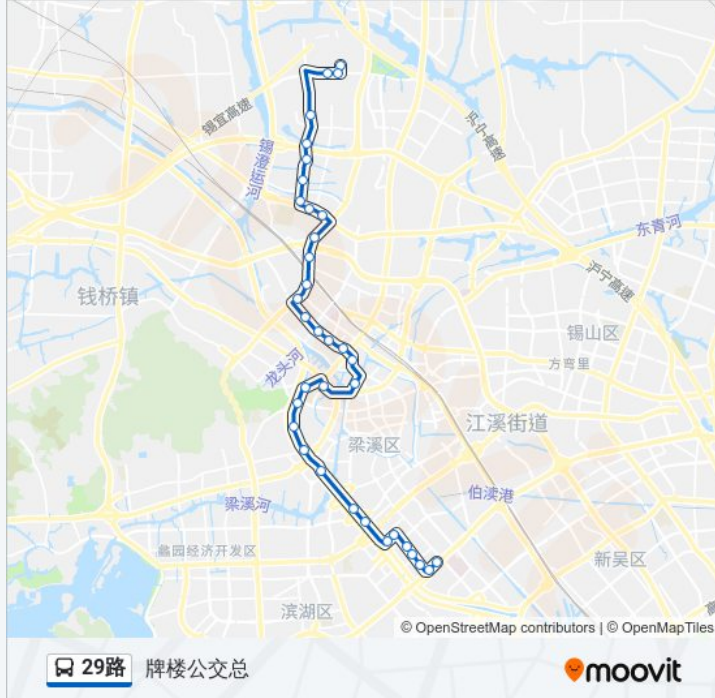 锡宜高速
沪宁高速
锡澄运河
东青河
沪宁高速
钱桥镇
锡山区
方弯里
龙头河
江溪街道
梁溪区
梁溪河
伯渎港
蠡园经济开发区
新吴区
滨湖区
© OpenStreetMap contributors | © OpenMapTiles
29路 牌楼公交总
moovit